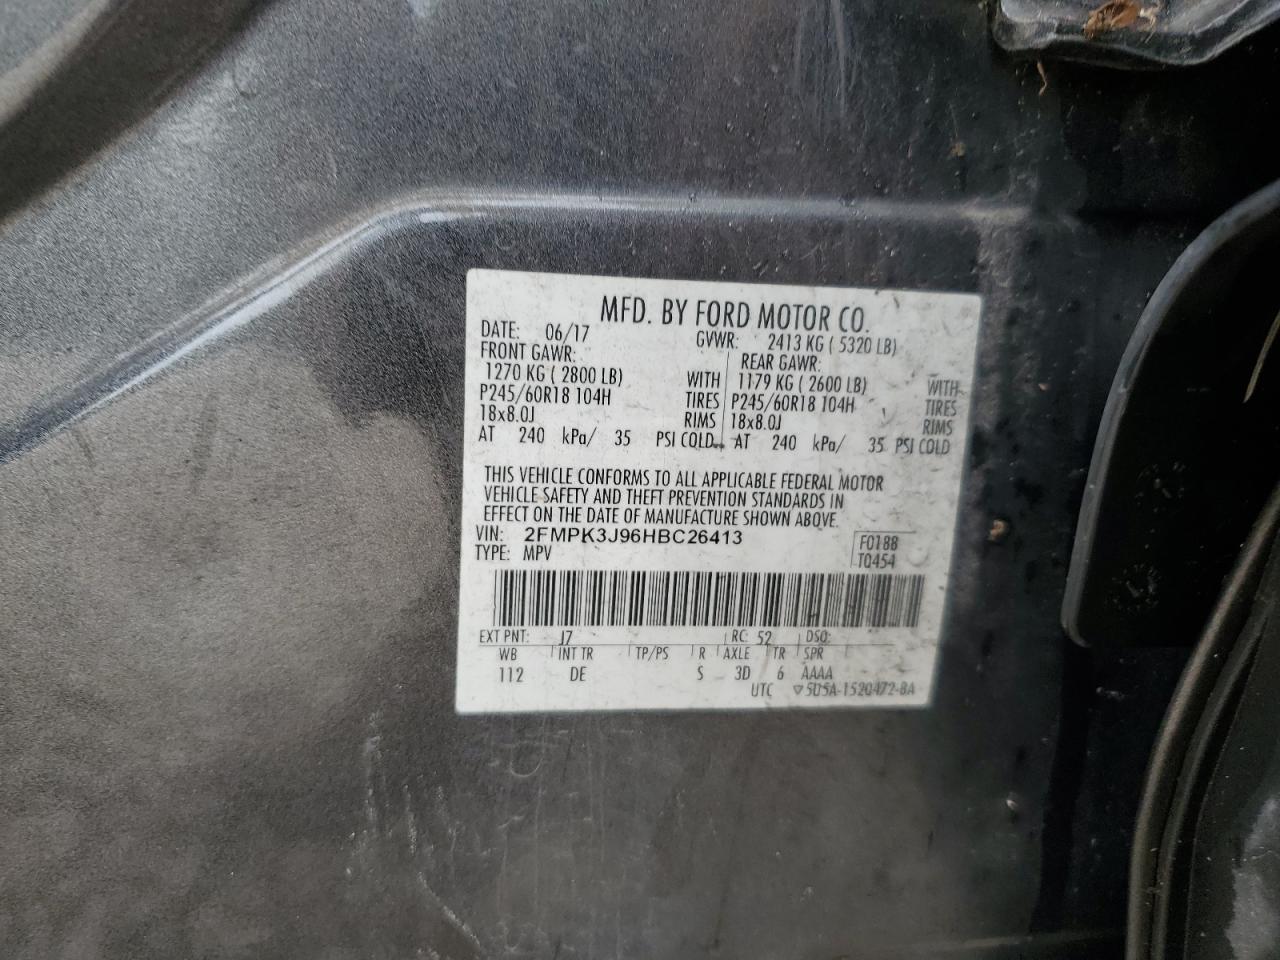 MFD. BY FORD MOTOR CO.
DATE: 06/17 GVWR: 2413 KG ( 5320 LB)
FRONT GAWR: REAR GAWR:
1270 KG ( 2800 LB) WITH 1179 KG ( 2600 LB) WITH
P245/60R18 104H TIRES P245/60R18 104H TIRES
18x8.0J RIMS 18x8.0J RIMS
AT 240 kPa/ 35 PSI COLD AT 240 kPa/ 35 PSI COLD
THIS VEHICLE CONFORMS TO ALL APPLICABLE FEDERAL MOTOR
VEHICLE SAFETY AND THEFT PREVENTION STANDARDS IN
EFFECT ON THE DATE OF MANUFACTURE SHOWN ABOVE.
VIN: 2FMPK3J96HBC26413 F0188
TYPE: MPV T0454
EXT PNT: J7 RC: 52 DSO:
WB INT TR TP/PS R AXLE TR SPR
112 DE S 3D 6 AAAA
UTC ▽5U5A-1520472-BA